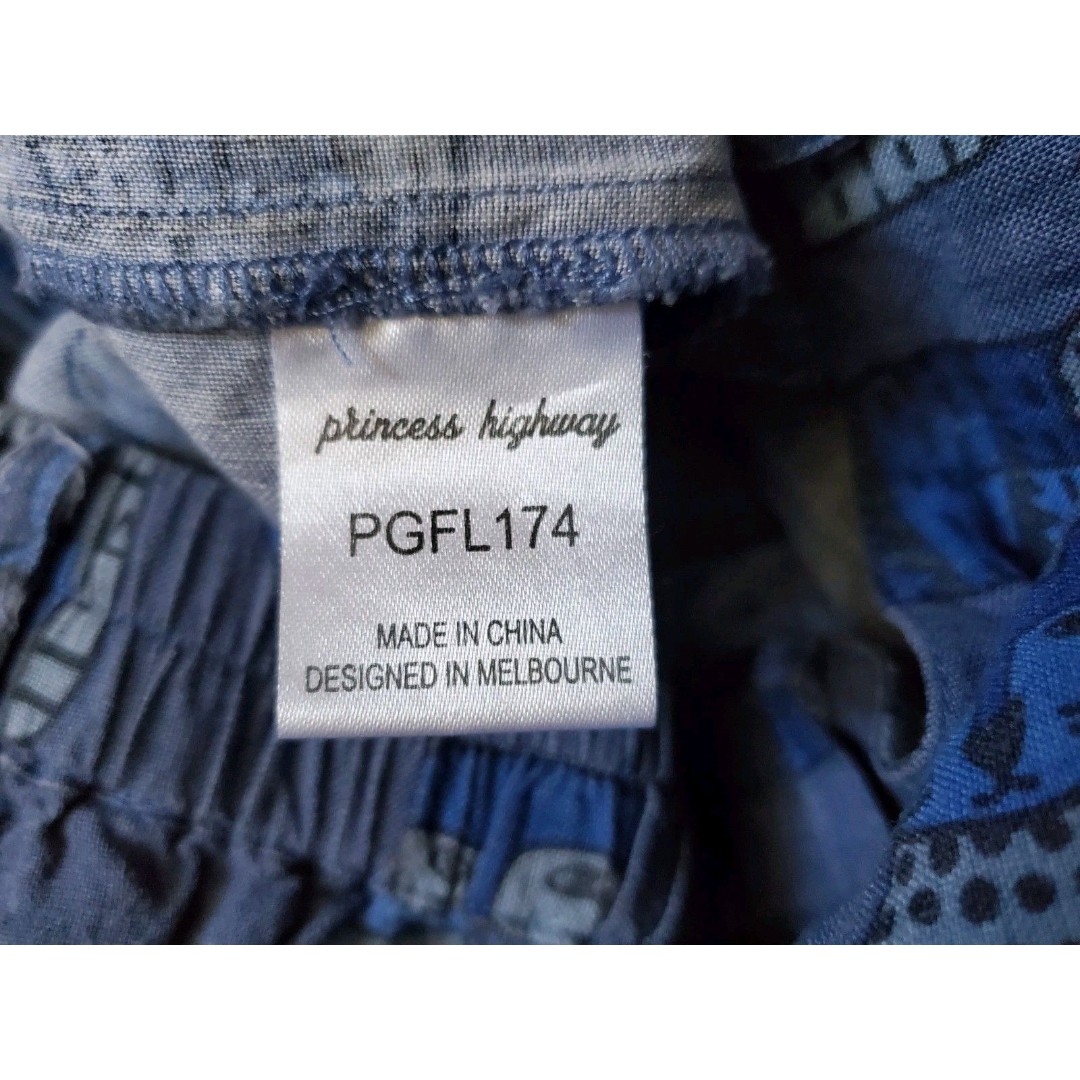 princess highway
PGFL174
MADE IN CHINA
DESIGNED IN MELBOURNE